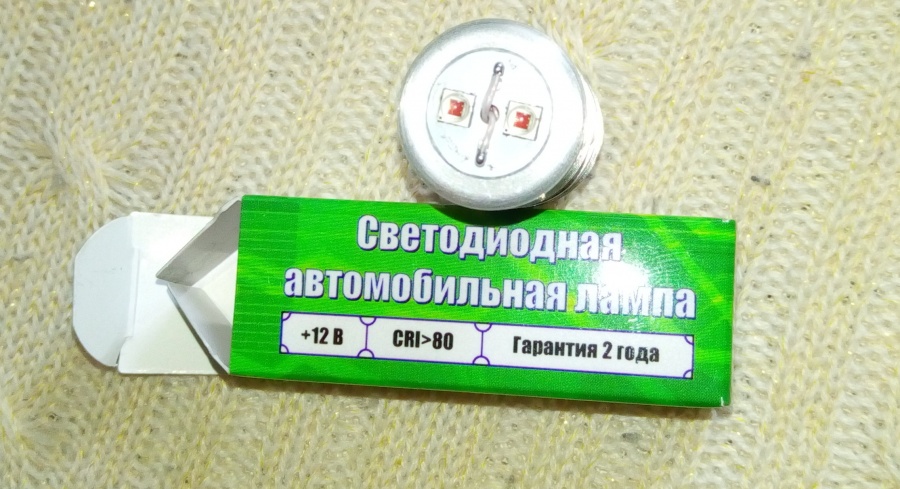 Светодиодная
автомобильная лампа
+12 В CRI>80 Гарантия 2 года